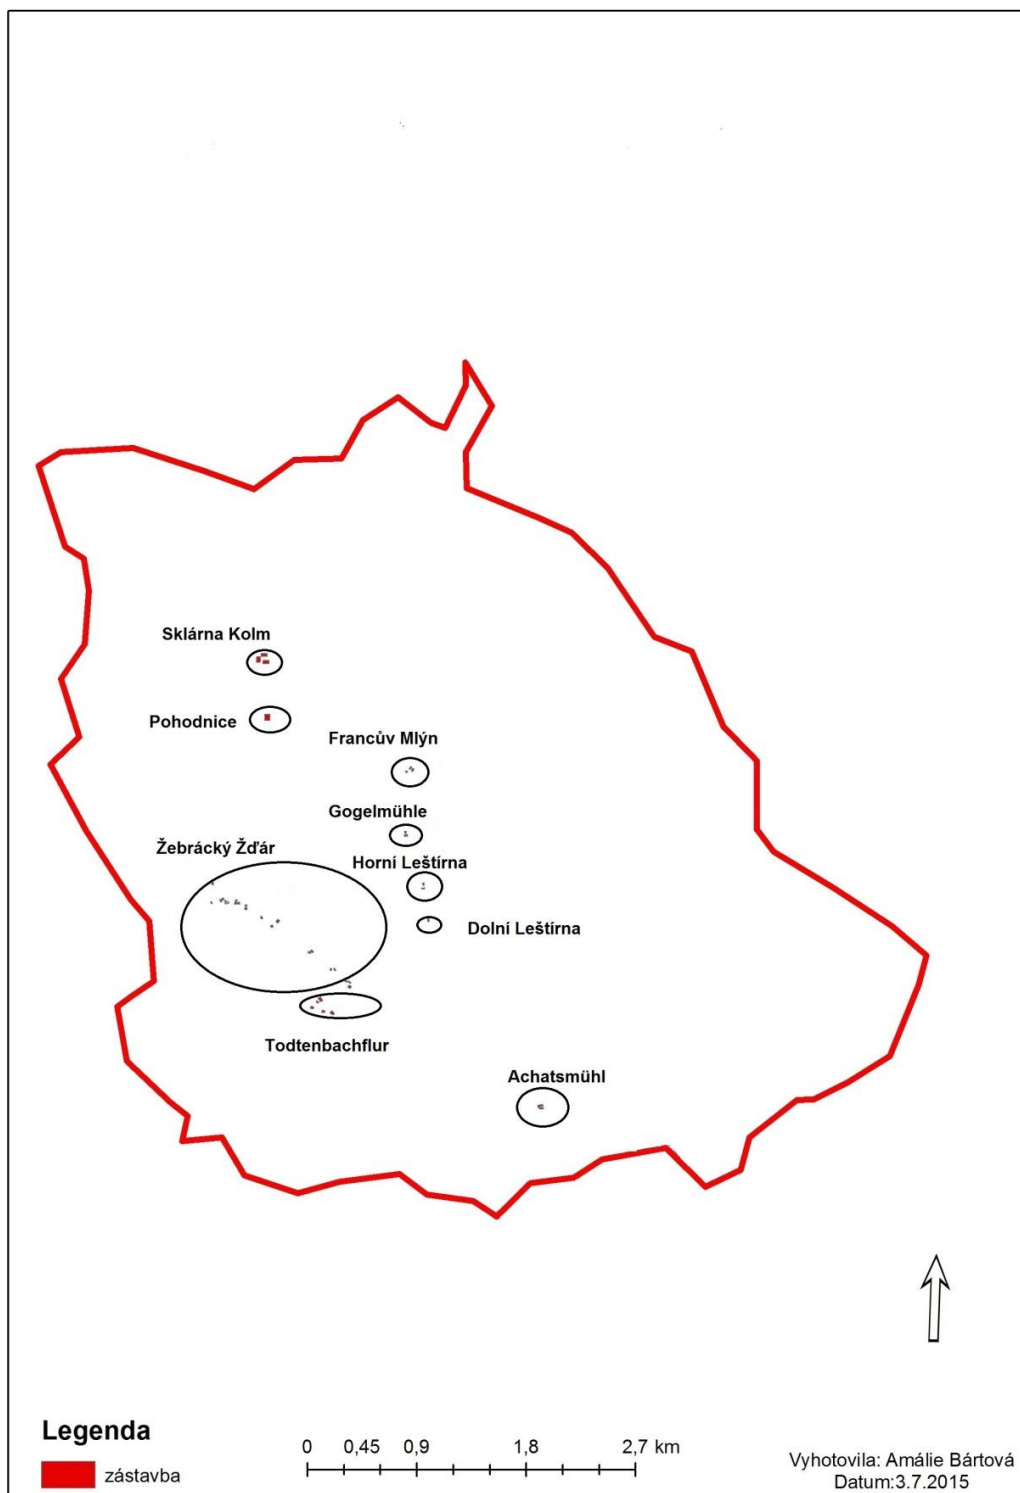 Sklárna Kolm
Pohodnice
Francův Mlýn
Gogelmühle
Žebrácký Žďár
Horní Leštírna
Dolní Leštírna
Todtenbachflur
Achatsmühl
Legenda
zástavba
0 0,45 0,9 1,8 2,7 km
Vyhotovila: Amálie Bártová
Datum:3.7.2015